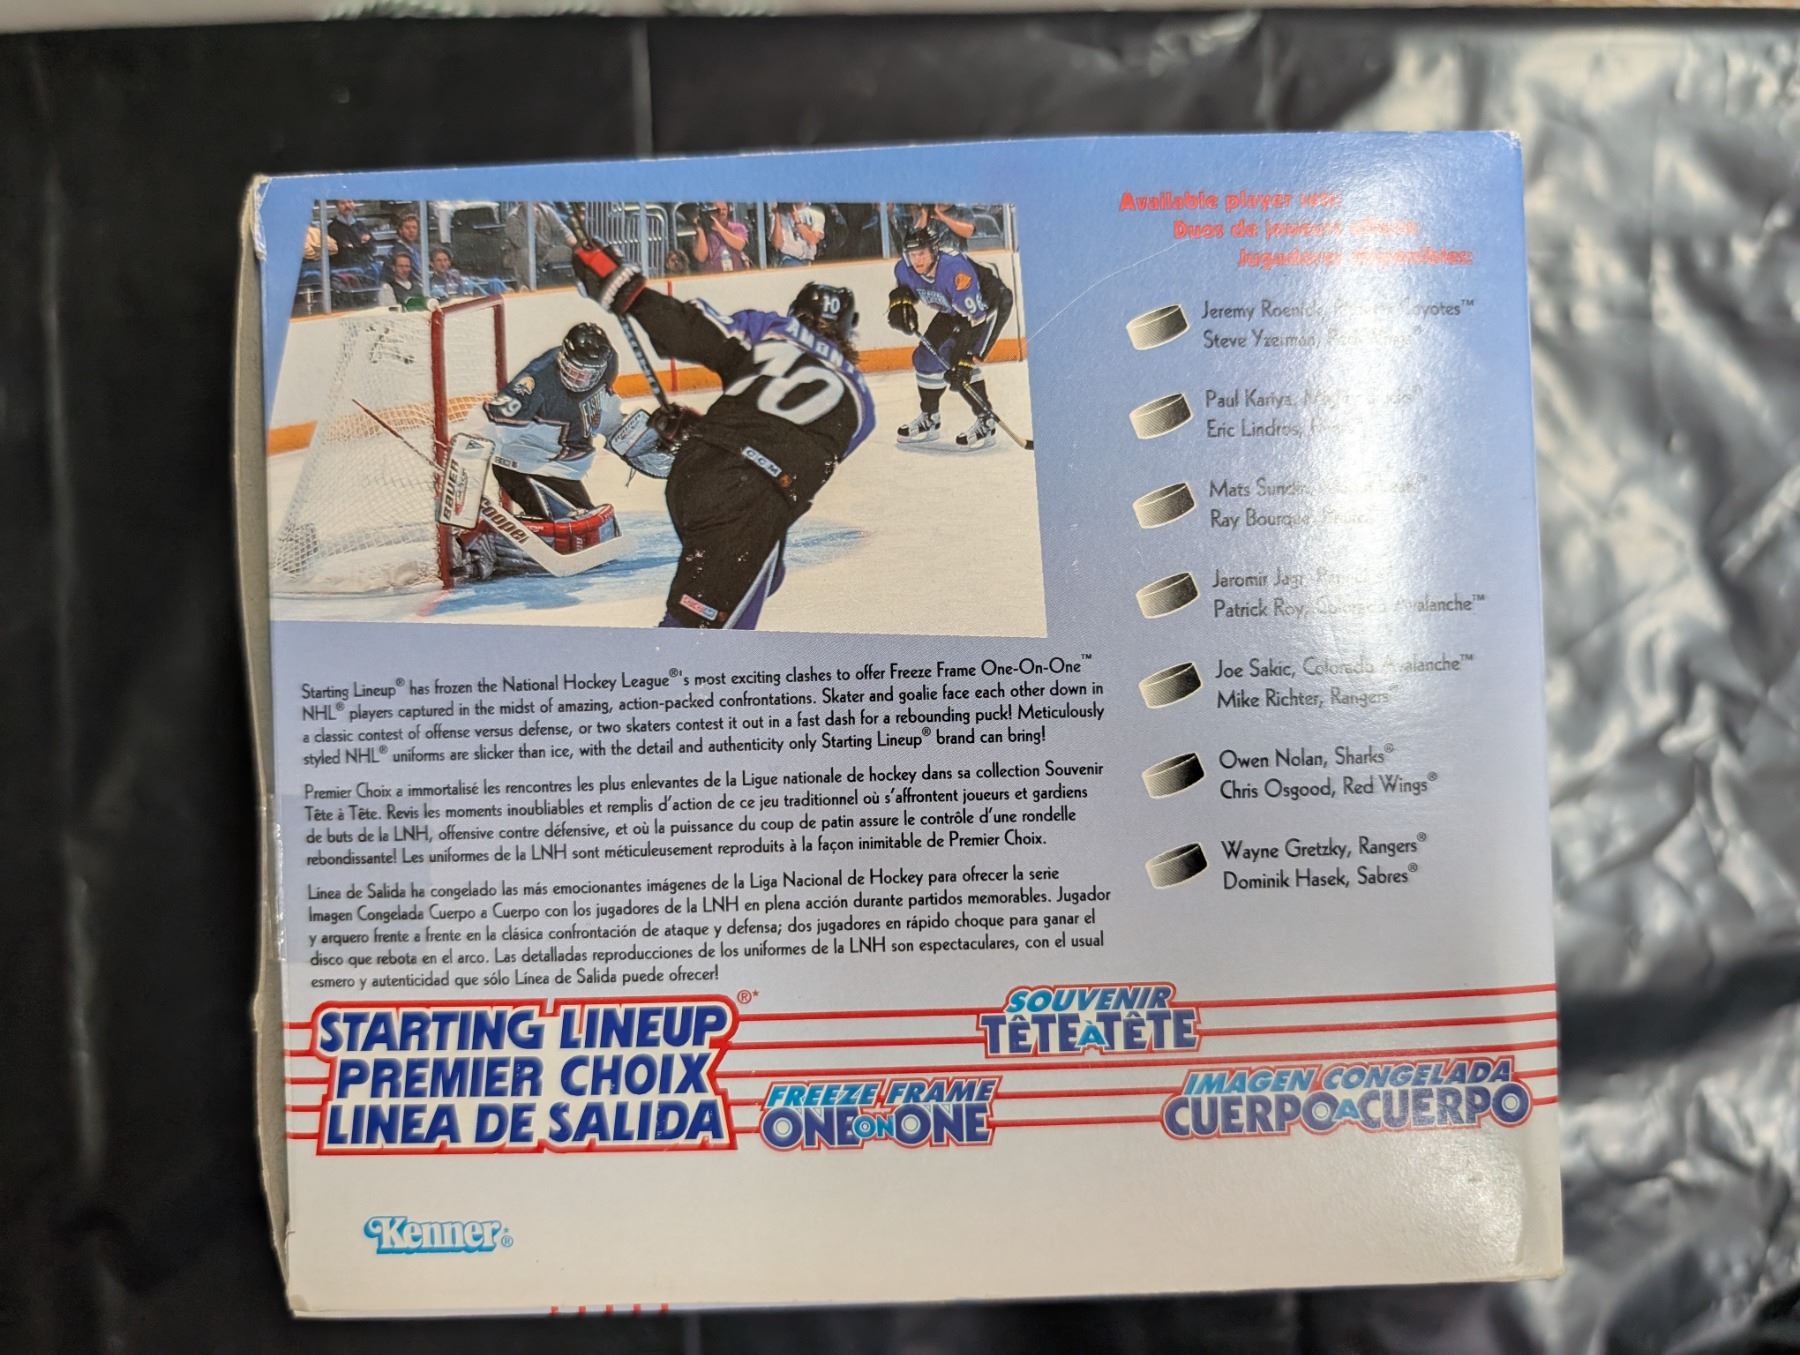 Available player sets:
Duos de joueurs
Jugadores disponibles:
Jeremy Roenick, Coyotes™
Steve Yzerman, Red Wings®
Paul Kariya,
Eric Lindros,
Mats Sundin,
Ray Bourque,
Jaromir Jagr,
Patrick Roy, Colorado Avalanche™
Joe Sakic, Colorado Avalanche™
Mike Richter, Rangers®
Owen Nolan, Sharks®
Chris Osgood, Red Wings®
Wayne Gretzky, Rangers®
Dominik Hasek, Sabres®
10
AMONTE
10
CCM
96
39
BAUER
Starting Lineup® has frozen the National Hockey League®'s most exciting clashes to offer Freeze Frame One-On-One™
NHL® players captured in the midst of amazing, action-packed confrontations. Skater and goalie face each other down in
a classic contest of offense versus defense, or two skaters contest it out in a fast dash for a rebounding puck! Meticulously
styled NHL® uniforms are slicker than ice, with the detail and authenticity only Starting Lineup® brand can bring!
Premier Choix a immortalisé les rencontres les plus enlevantes de la Ligue nationale de hockey dans sa collection Souvenir
Tête à Tête. Revis les moments inoubliables et remplis d'action de ce jeu traditionnel où s'affrontent joueurs et gardiens
de buts de la LNH, offensive contre défensive, et où la puissance du coup de patin assure le contrôle d'une rondelle
rebondissante! Les uniformes de la LNH sont méticuleusement reproduits à la façon inimitable de Premier Choix.
Línea de Salida ha congelado las más emocionantes imágenes de la Liga Nacional de Hockey para ofrecer la serie
Imagen Congelada Cuerpo a Cuerpo con los jugadores de la LNH en plena acción durante partidos memorables. Jugador
y arquero frente a frente en la clásica confrontación de ataque y defensa; dos jugadores en rápido choque para ganar el
disco que rebota en el arco. Las detalladas reproducciones de los uniformes de la LNH son espectaculares, con el usual
esmero y autenticidad que sólo Línea de Salida puede ofrecer!
STARTING LINEUP®*
PREMIER CHOIX
LINEA DE SALIDA
SOUVENIR
TÊTE À TÊTE
FREEZE FRAME
ONE ON ONE
IMAGEN CONGELADA
CUERPO A CUERPO
Kenner®